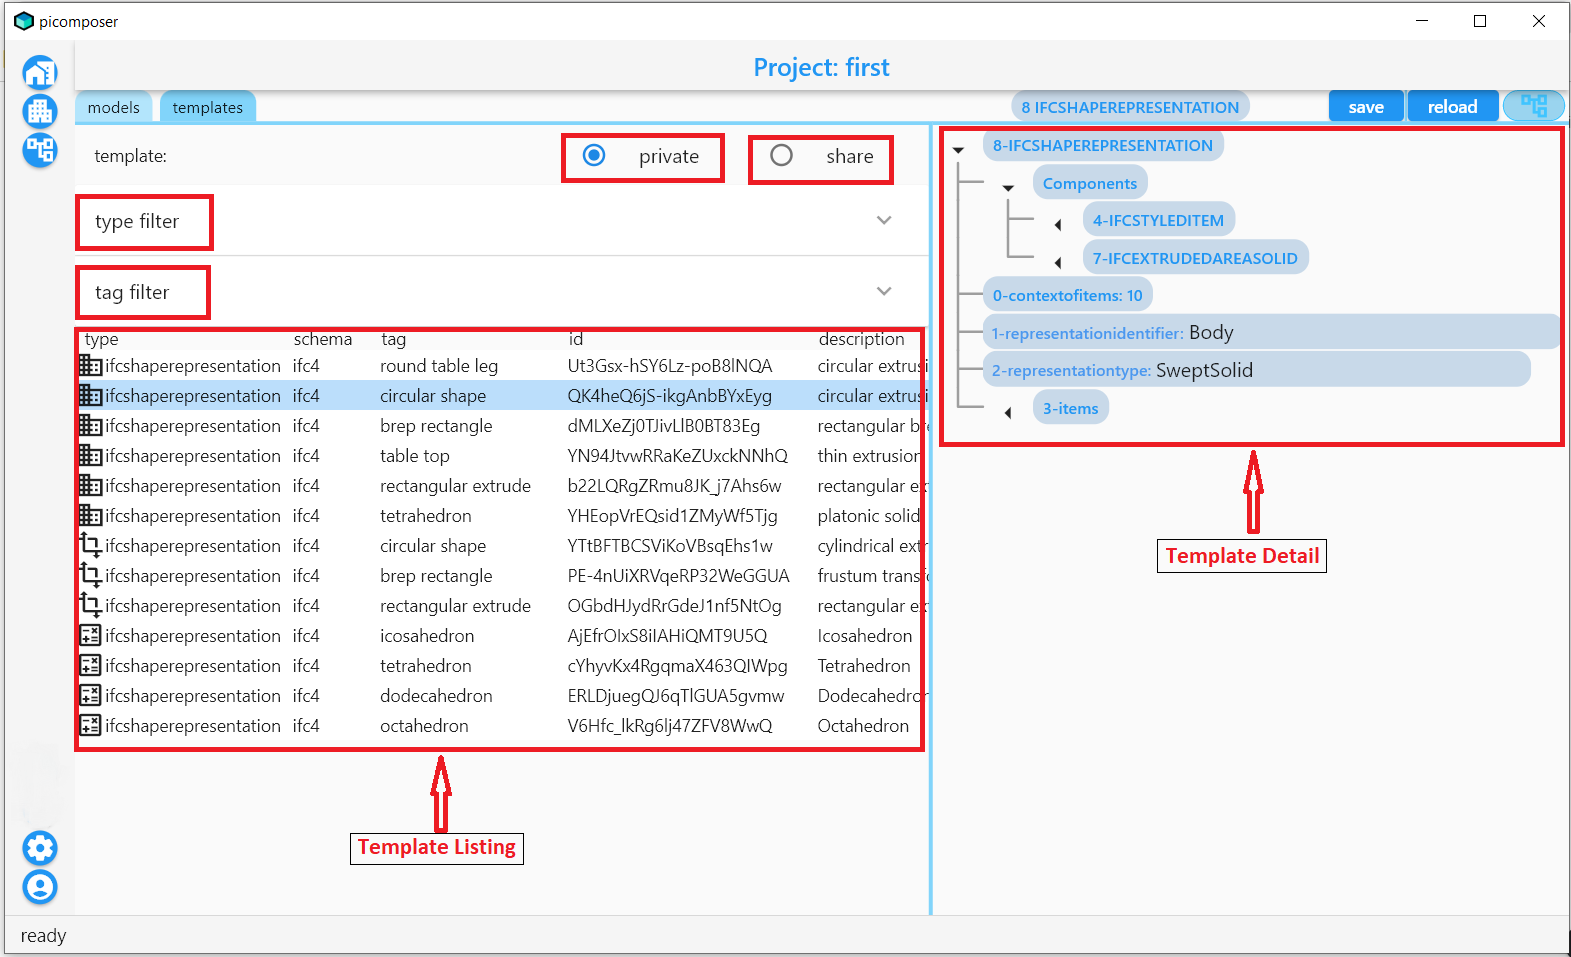 picomposer
Project: first
models templates 8 IFCSHAPEREPRESENTATION save reload
template: private share
type filter
tag filter
type schema tag id description
ifcshaperepresentation ifc4 round table leg Ut3Gsx-hSY6Lz-poB8lNQA circular extrusi
ifcshaperepresentation ifc4 circular shape QK4heQ6jS-ikgAnbBYxEyg circular extrusi
ifcshaperepresentation ifc4 brep rectangle dMLXeZj0TJivLlB0BT83Eg rectangular bre
ifcshaperepresentation ifc4 table top YN94JtvwRRaKeZUxckNNhQ thin extrusion
ifcshaperepresentation ifc4 rectangular extrude b22LQRgZRmu8JK_j7Ahs6w rectangular ext
ifcshaperepresentation ifc4 tetrahedron YHEopVrEQsid1ZMyWf5Tjg platonic solid
ifcshaperepresentation ifc4 circular shape YTtBFTBCSViKoVBsqEhs1w cylindrical extr
ifcshaperepresentation ifc4 brep rectangle PE-4nUiXRVqeRP32WeGGUA frustum transfo
ifcshaperepresentation ifc4 rectangular extrude OGbdHJydRrGdeJ1nf5NtOg rectangular ext
ifcshaperepresentation ifc4 icosahedron AjEfrOIxS8iIAHiQMT9U5Q Icosahedron
ifcshaperepresentation ifc4 tetrahedron cYhyvKx4RgqmaX463QIWpg Tetrahedron
ifcshaperepresentation ifc4 dodecahedron ERLDjuegQJ6qTlGUA5gvmw Dodecahedron
ifcshaperepresentation ifc4 octahedron V6Hfc_lkRg6lj47ZFV8WwQ Octahedron
Template Listing
8-IFCSHAPEREPRESENTATION
Components
4-IFCSTYLEDITEM
7-IFCEXTRUDEDAREASOLID
0-contextofitems: 10
1-representationidentifier: Body
2-representationtype: SweptSolid
3-items
Template Detail
ready